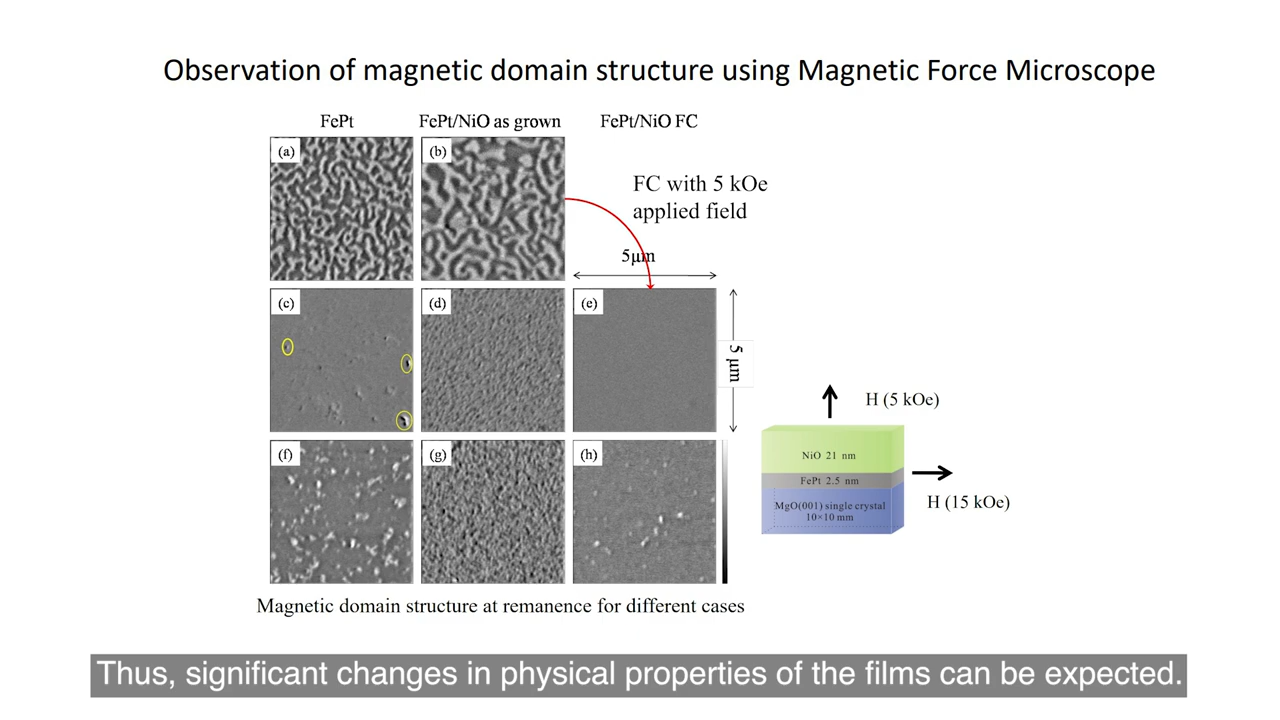 Observation of magnetic domain structure using Magnetic Force Microscope
FePt
FePt/NiO as grown
FePt/NiO FC
(a)
(b)
FC with 5 kOe
applied field
5μm
(c)
(d)
(e)
5 μm
H (5 kOe)
NiO 21 nm
FePt 2.5 nm
MgO(001) single crystal
10×10 mm
H (15 kOe)
(f)
(g)
(h)
Magnetic domain structure at remanence for different cases
Thus, significant changes in physical properties of the films can be expected.